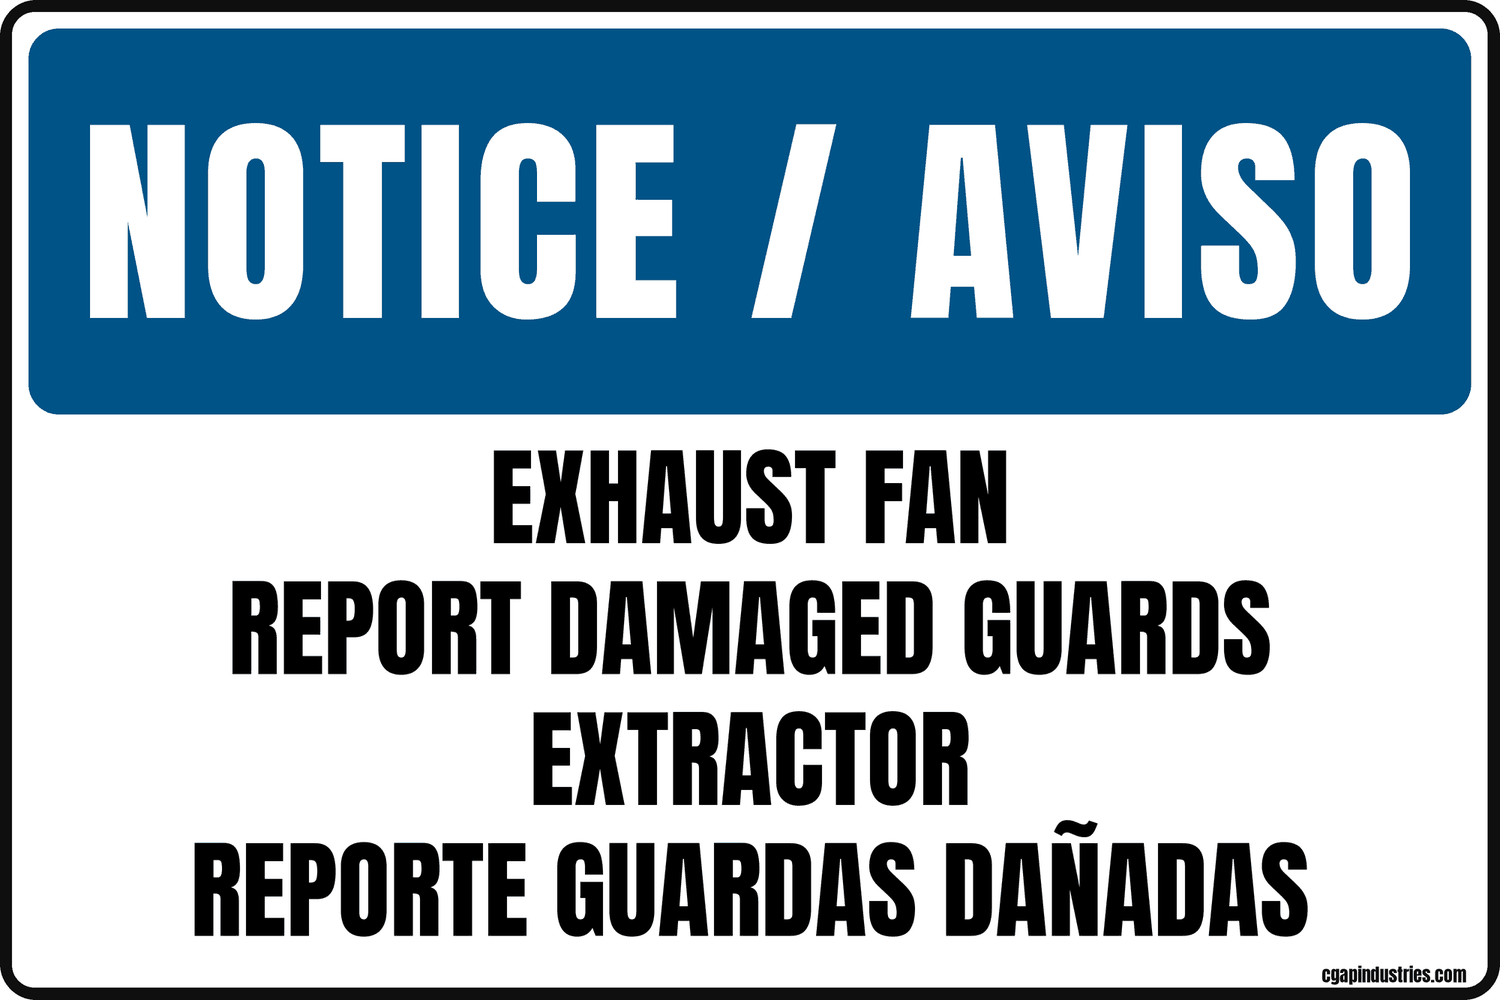 NOTICE / AVISO
EXHAUST FAN
REPORT DAMAGED GUARDS
EXTRACTOR
REPORTE GUARDAS DAÑADAS
cgapindustries.com